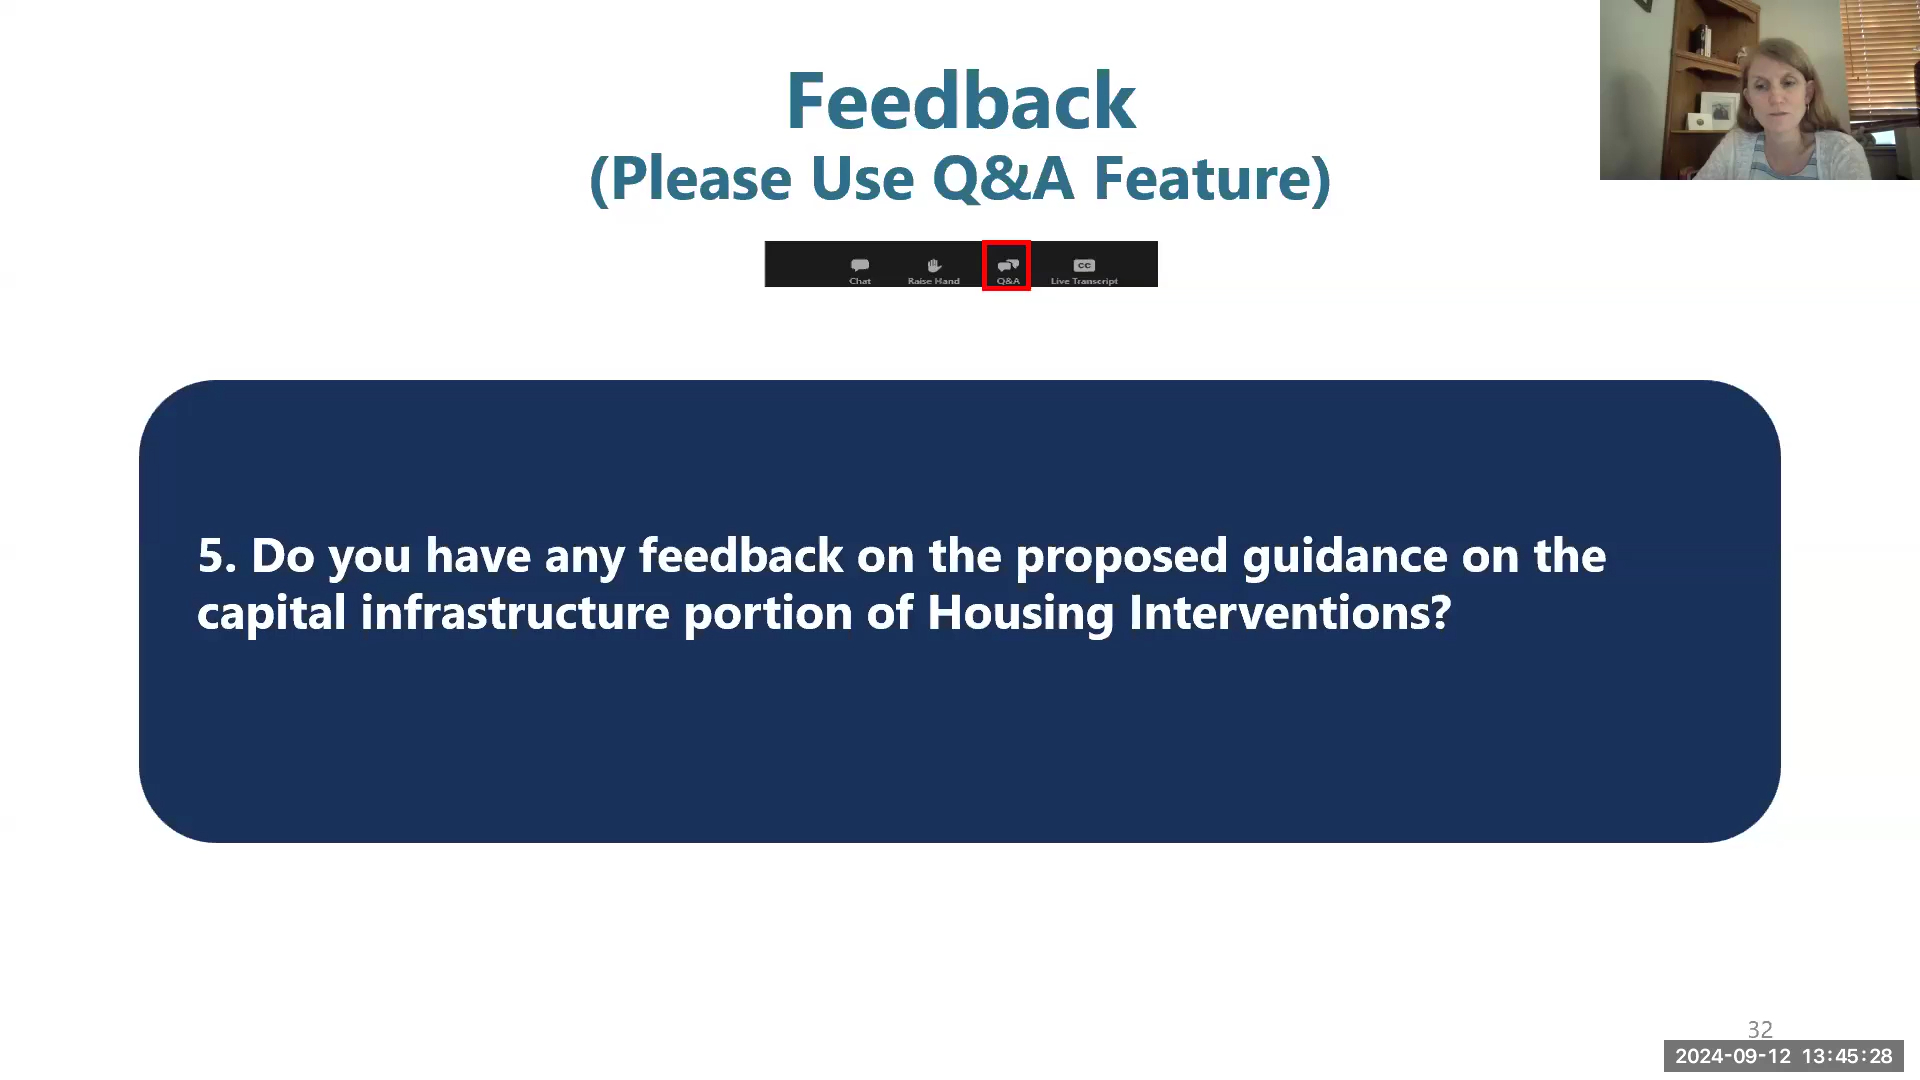 Feedback
(Please Use Q&A Feature)
Chat Raise Hand Q&A CC Live Transcript
5. Do you have any feedback on the proposed guidance on the
capital infrastructure portion of Housing Interventions?
32
2024-09-12 13:45:28